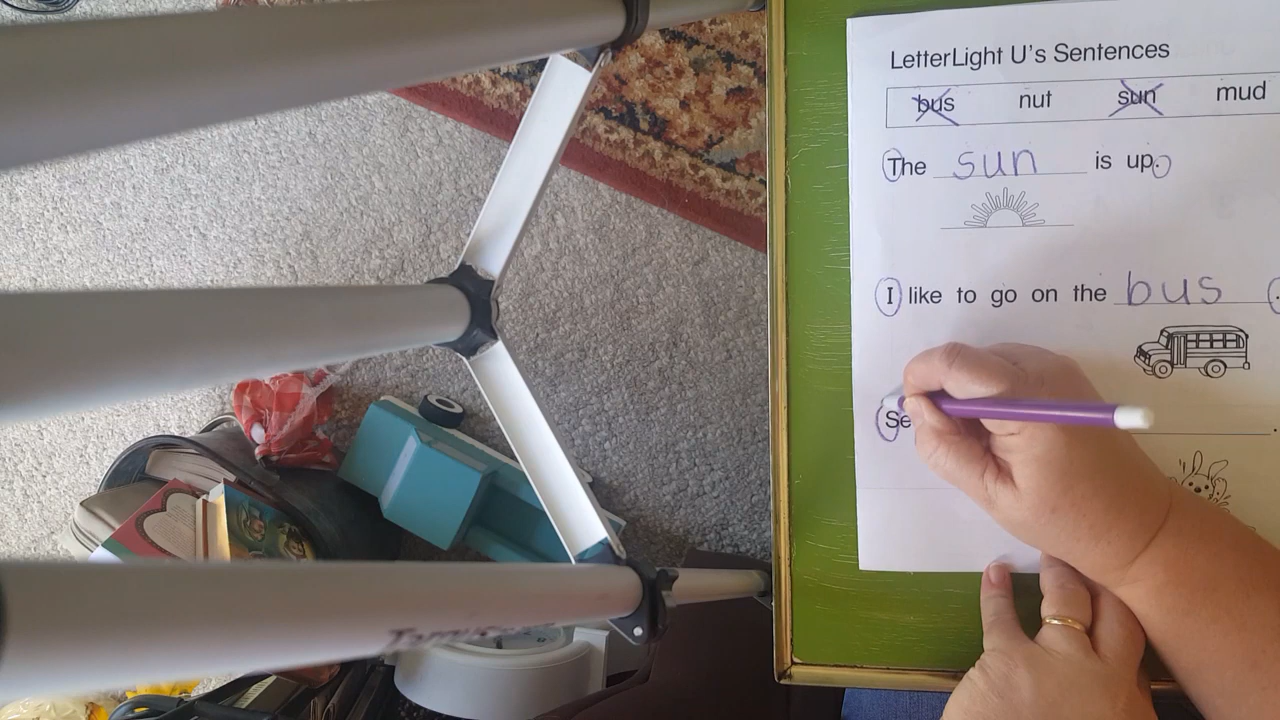 LetterLight U's Sentences
bus nut sun mud
The sun is up.
I like to go on the bus .
Se .